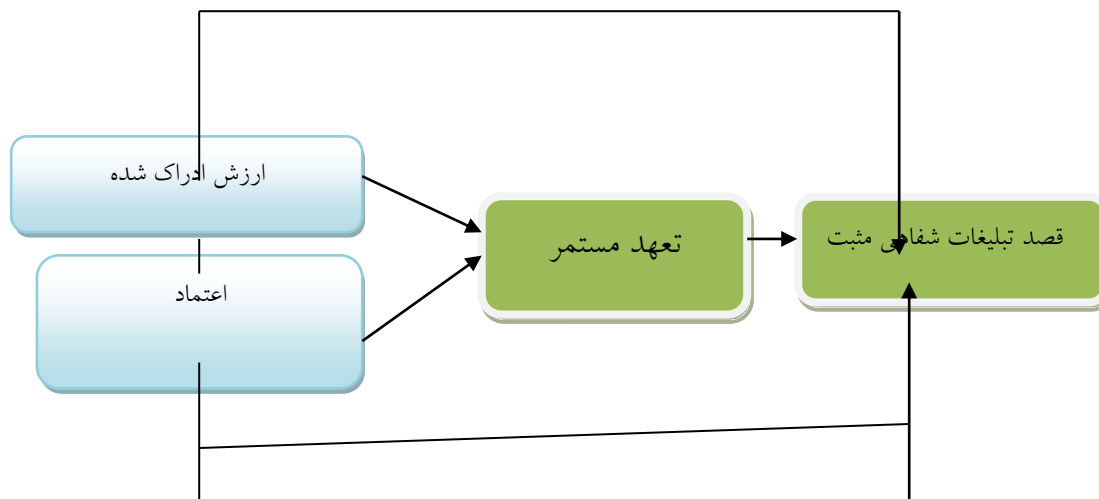 ارزش ادراک شده
اعتماد
تعهد مستمر
قصد تبلیغات شفاهی مثبت